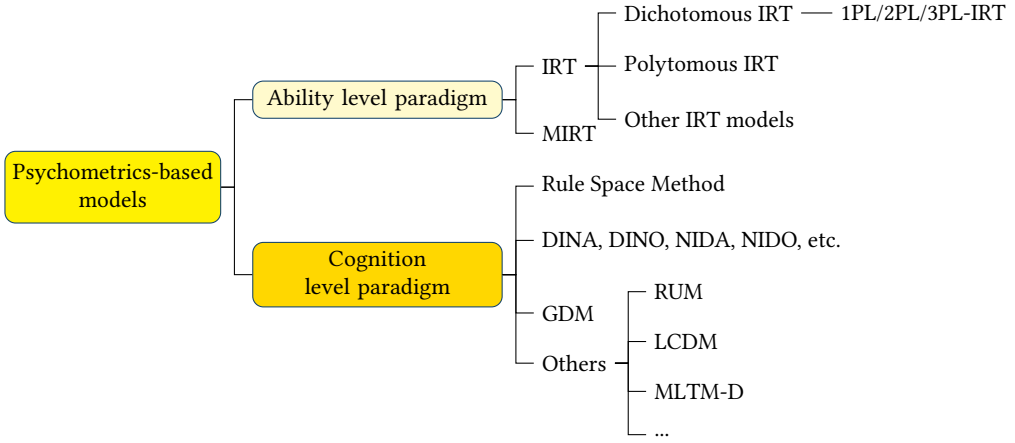 Psychometrics-based
models
Ability level paradigm
IRT
Dichotomous IRT
1PL/2PL/3PL-IRT
Polytomous IRT
Other IRT models
MIRT
Cognition
level paradigm
Rule Space Method
DINA, DINO, NIDA, NIDO, etc.
GDM
Others
RUM
LCDM
MLTM-D
...